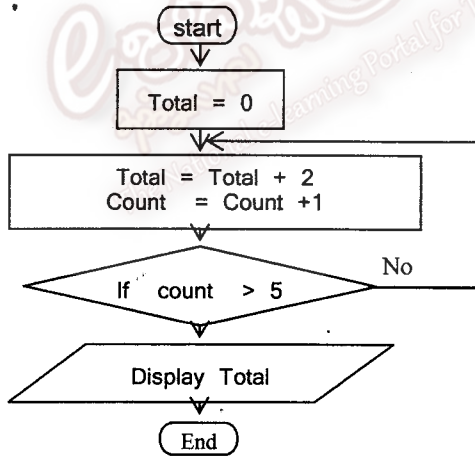 start
Total = 0
Total = Total + 2
Count = Count +1
If count > 5
No
Display Total
End